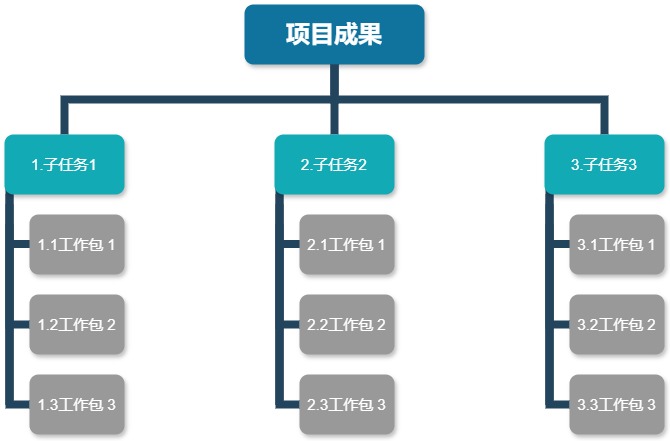 项目成果
1.子任务1
2.子任务2
3.子任务3
1.1工作包 1
2.1工作包 1
3.1工作包 1
1.2工作包 2
2.2工作包 2
3.2工作包 2
1.3工作包 3
2.3工作包 3
3.3工作包 3